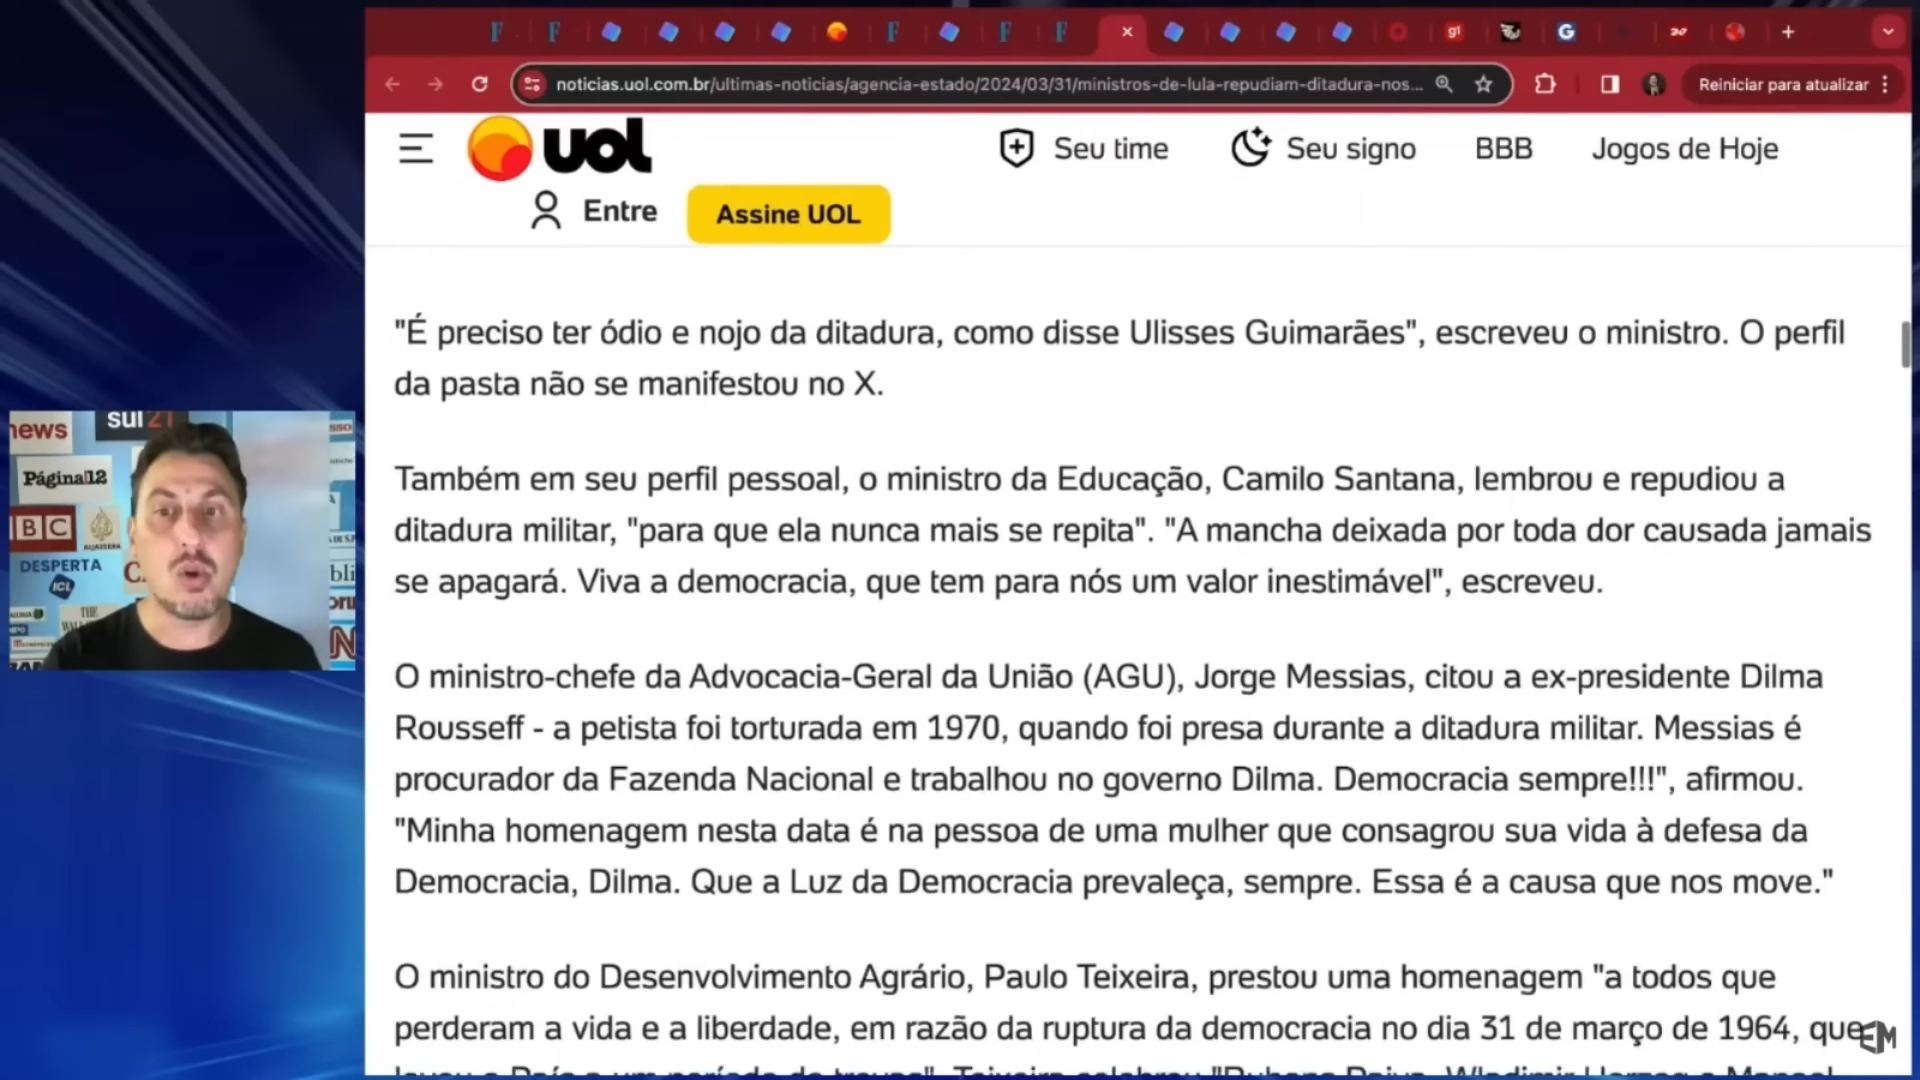 noticias.uol.com.br/ultimas-noticias/agencia-estado/2024/03/31/ministros-de-lula-repudiam-ditadura-nos...
Reiniciar para atualizar
uol
Seu time
Seu signo
BBB
Jogos de Hoje
Entre
Assine UOL
"É preciso ter ódio e nojo da ditadura, como disse Ulisses Guimarães", escreveu o ministro. O perfil
da pasta não se manifestou no X.
Também em seu perfil pessoal, o ministro da Educação, Camilo Santana, lembrou e repudiou a
ditadura militar, "para que ela nunca mais se repita". "A mancha deixada por toda dor causada jamais
se apagará. Viva a democracia, que tem para nós um valor inestimável", escreveu.
O ministro-chefe da Advocacia-Geral da União (AGU), Jorge Messias, citou a ex-presidente Dilma
Rousseff - a petista foi torturada em 1970, quando foi presa durante a ditadura militar. Messias é
procurador da Fazenda Nacional e trabalhou no governo Dilma. Democracia sempre!!!", afirmou.
"Minha homenagem nesta data é na pessoa de uma mulher que consagrou sua vida à defesa da
Democracia, Dilma. Que a Luz da Democracia prevaleça, sempre. Essa é a causa que nos move."
O ministro do Desenvolvimento Agrário, Paulo Teixeira, prestou uma homenagem "a todos que
perderam a vida e a liberdade, em razão da ruptura da democracia no dia 31 de março de 1964, que
EM
news
sul 21
Página12
BBC
ALJAZEERA
DESPERTA
ICL
THE